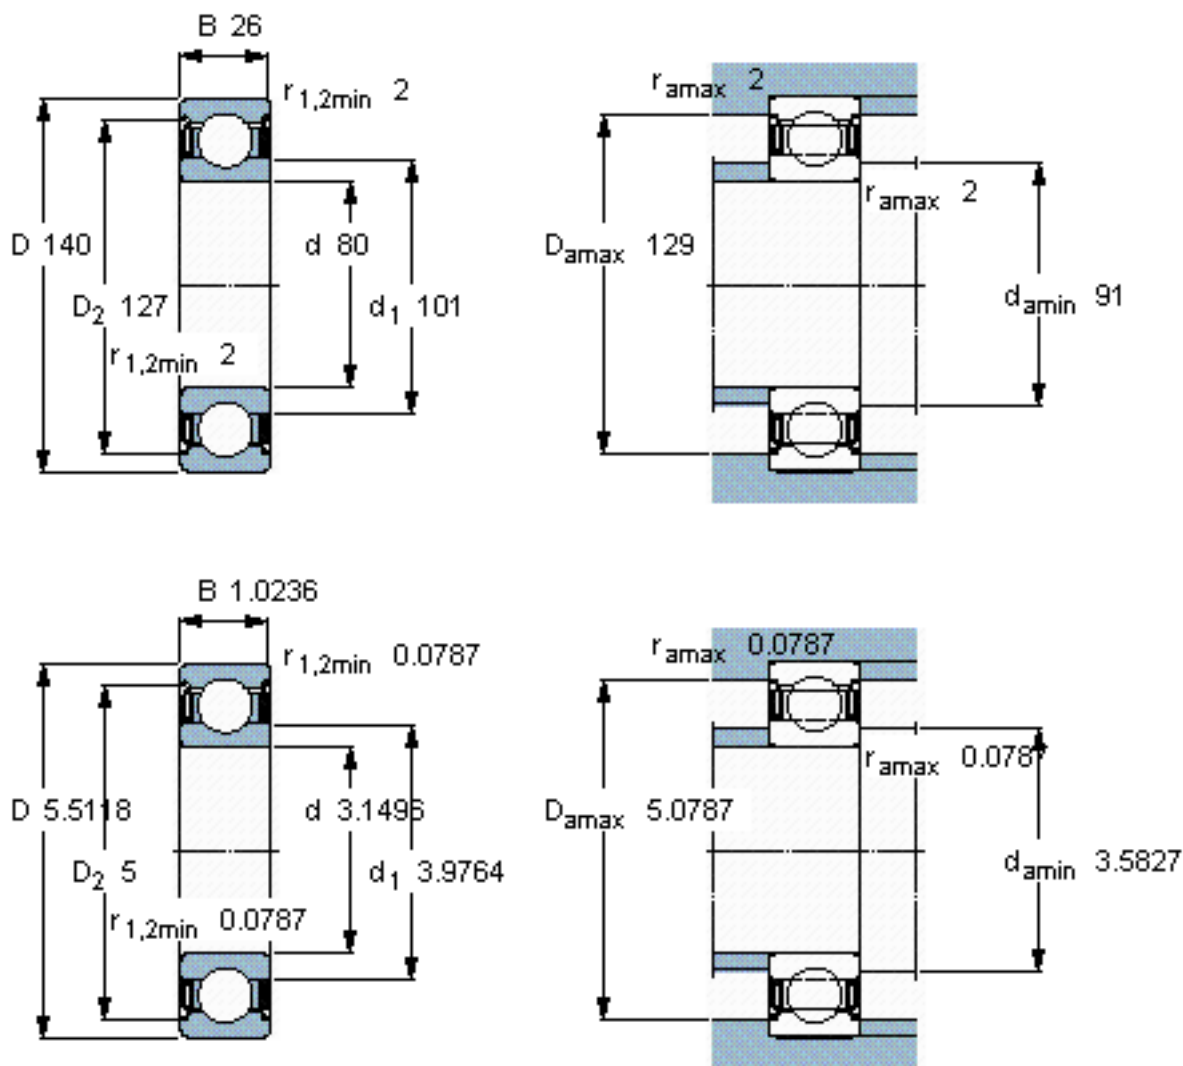 B 26
r1,2min 2
ramax 2
ramax 2
D 140
d 80
Damax 129
D2 127
d1 101
damin 91
r1,2min 2
B 1.0236
r1,2min 0.0787
ramax 0.0787
ramax 0.0787
D 5.5118
d 3.1496
Damax 5.0787
D2 5
d1 3.9764
damin 3.5827
r1,2min 0.0787